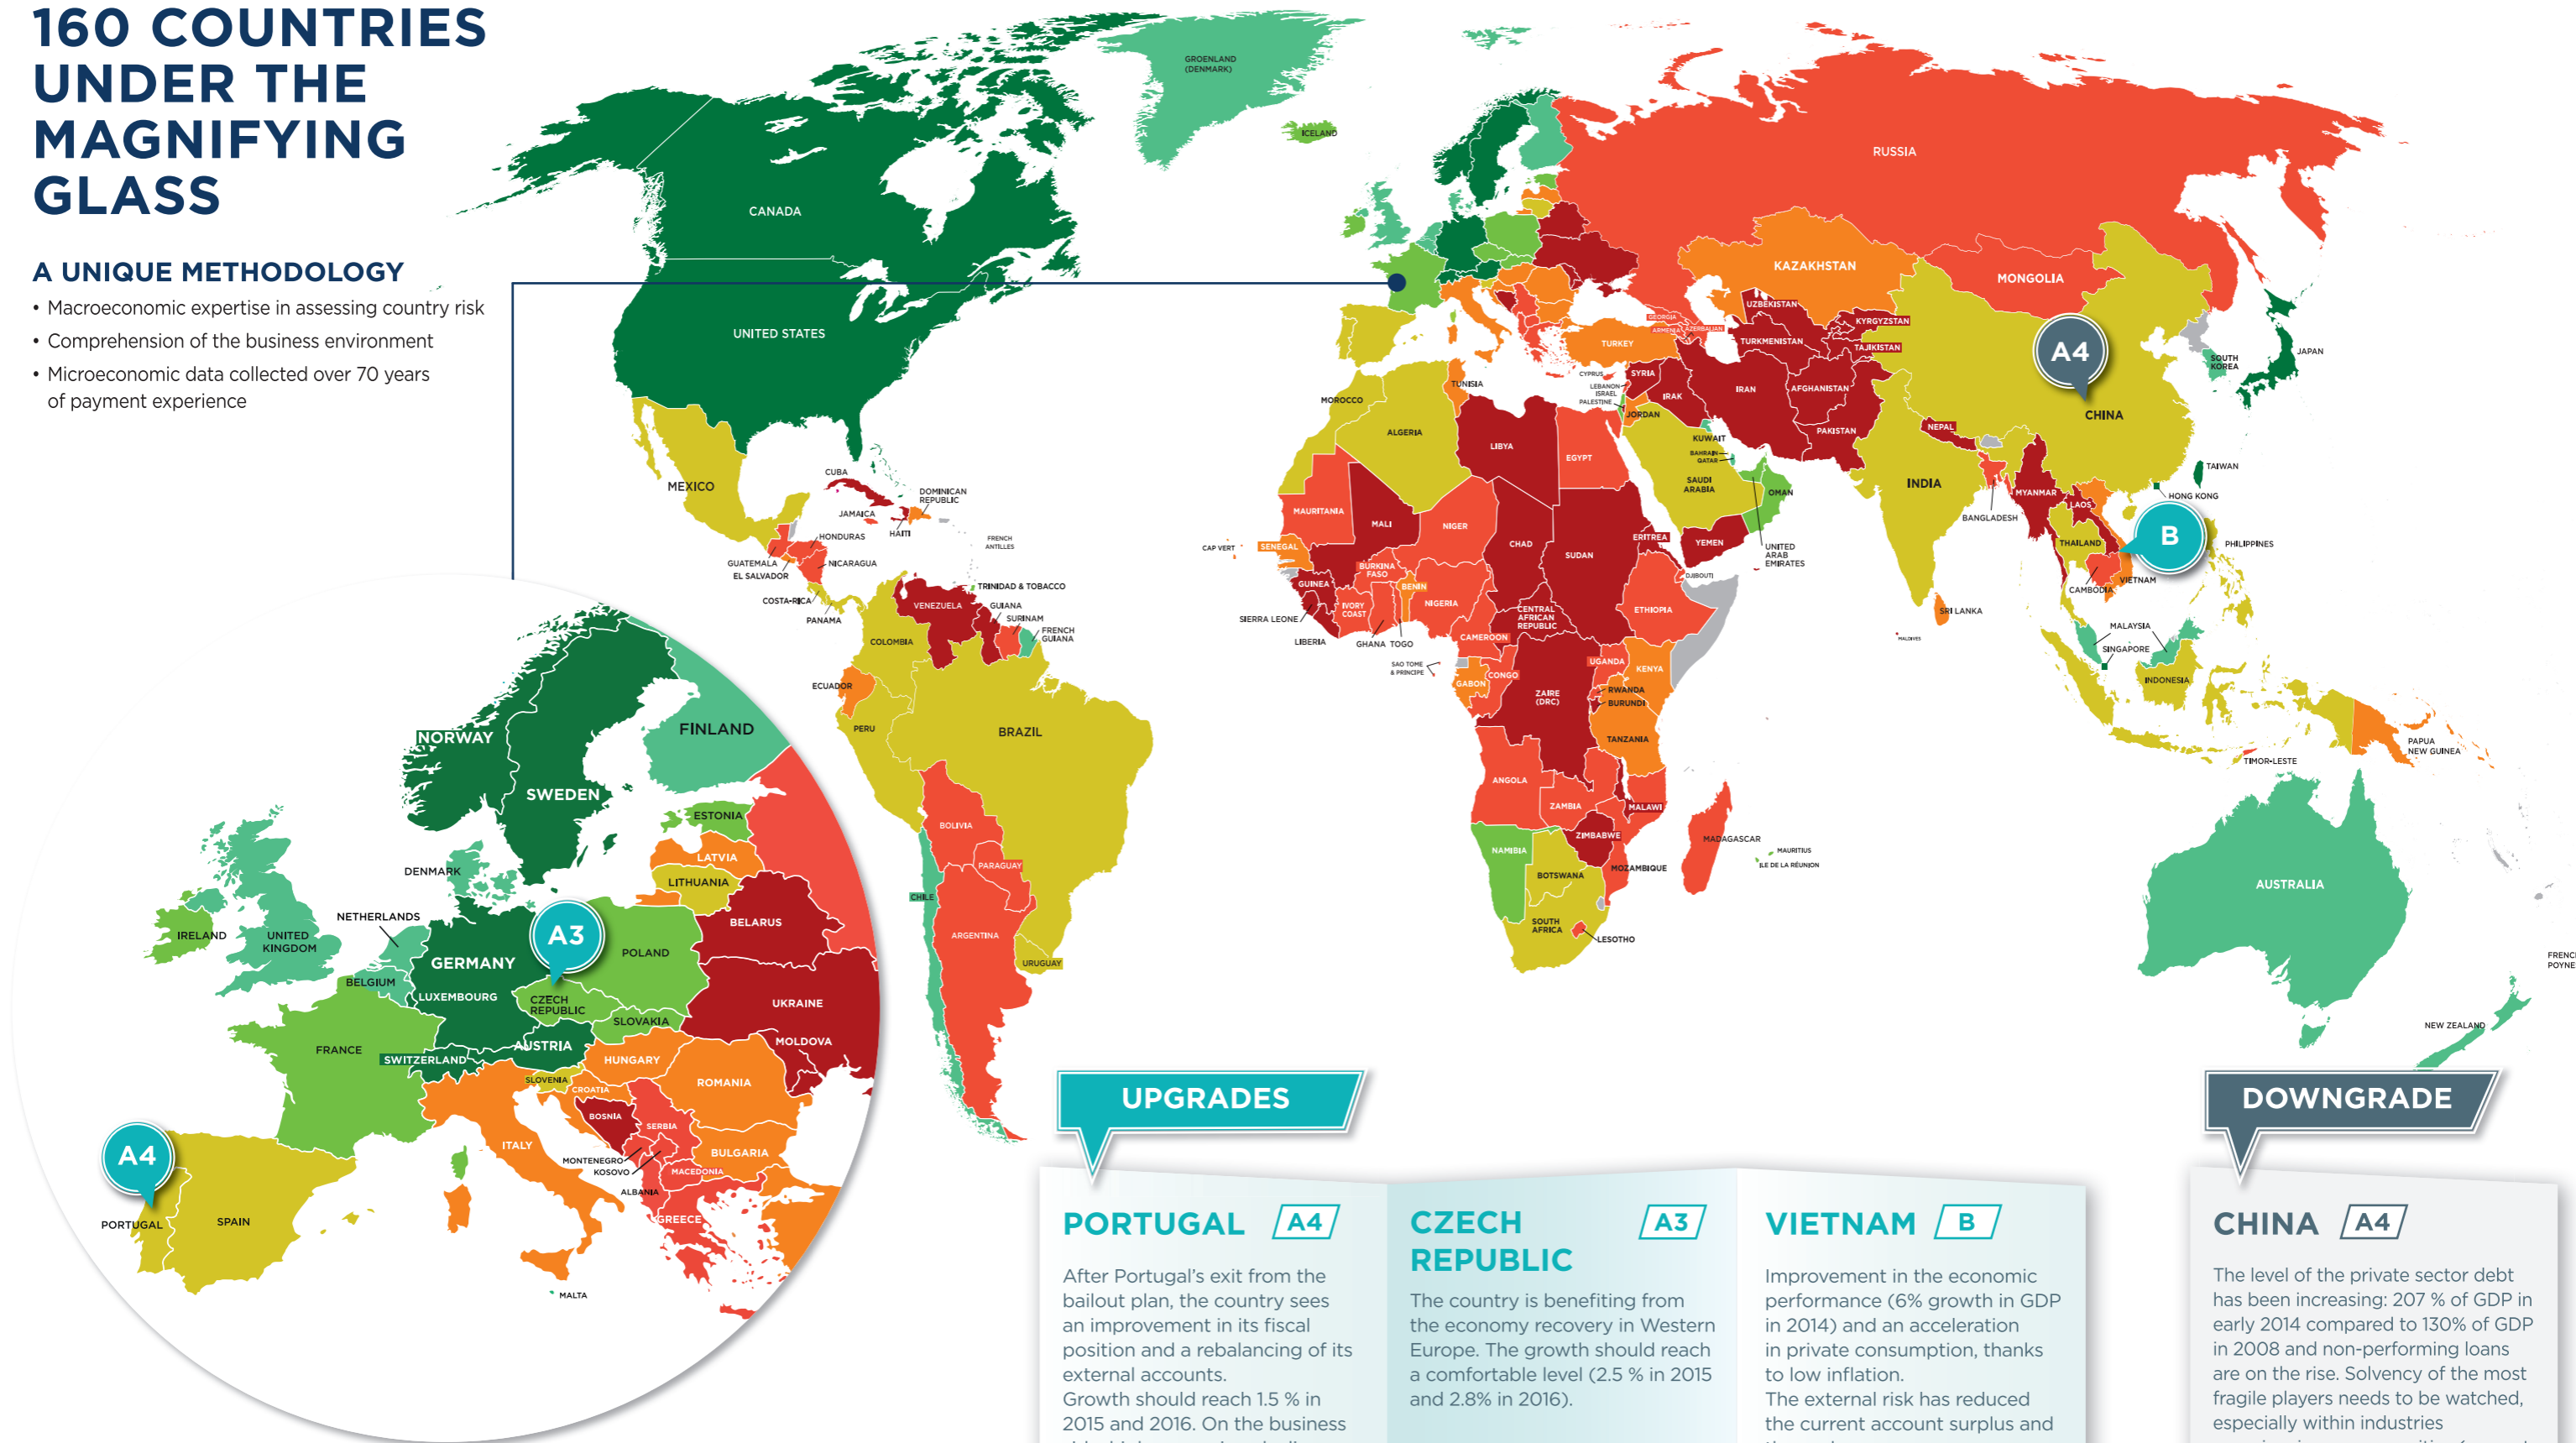 160 COUNTRIES
UNDER THE
MAGNIFYING
GLASS
A UNIQUE METHODOLOGY
• Macroeconomic expertise in assessing country risk
• Comprehension of the business environment
• Microeconomic data collected over 70 years
of payment experience
GROENLAND
(DENMARK)
ICELAND
RUSSIA
CANADA
UNITED STATES
KAZAKHSTAN
MONGOLIA
UZBEKISTAN
KYRGYZSTAN
GEORGIA
ARMENIA
AZERBAIJAN
TURKMENISTAN
TAJIKISTAN
TURKEY
A4
SOUTH
KOREA
JAPAN
CHINA
CYPRUS
LEBANON
ISRAEL
PALESTINE
SYRIA
IRAK
IRAN
AFGHANISTAN
JORDAN
PAKISTAN
NEPAL
TUNISIA
MOROCCO
ALGERIA
LIBYA
EGYPT
KUWAIT
BAHRAIN
QATAR
SAUDI
ARABIA
OMAN
INDIA
TAIWAN
HONG KONG
MYANMAR
LAOS
BANGLADESH
B
PHILIPPINES
THAILAND
VIETNAM
CAMBODIA
MEXICO
CUBA
DOMINICAN
REPUBLIC
JAMAICA
HAITI
HONDURAS
FRENCH
ANTILLES
GUATEMALA
EL SALVADOR
NICARAGUA
TRINIDAD & TOBACCO
COSTA-RICA
PANAMA
VENEZUELA
GUIANA
SURINAM
FRENCH
GUIANA
COLOMBIA
ECUADOR
PERU
BRAZIL
BOLIVIA
PARAGUAY
CHILE
ARGENTINA
URUGUAY
CAP VERT
SENEGAL
MAURITANIA
MALI
NIGER
CHAD
SUDAN
ERITREA
YEMEN
UNITED
ARAB
EMIRATES
DJIBOUTI
GUINEA
BURKINA
FASO
BENIN
NIGERIA
IVORY
COAST
SIERRA LEONE
LIBERIA
GHANA
TOGO
CENTRAL
AFRICAN
REPUBLIC
ETHIOPIA
CAMEROON
SAO TOME
& PRINCIPE
GABON
CONGO
UGANDA
KENYA
ZAIRE
(DRC)
RWANDA
BURUNDI
TANZANIA
ANGOLA
ZAMBIA
MALAWI
ZIMBABWE
MADAGASCAR
MAURITIUS
ILE DE LA RÉUNION
NAMIBIA
BOTSWANA
MOZAMBIQUE
SOUTH
AFRICA
LESOTHO
SRI LANKA
MALDIVES
MALAYSIA
SINGAPORE
INDONESIA
PAPUA
NEW GUINEA
TIMOR-LESTE
AUSTRALIA
NEW ZEALAND
NORWAY
FINLAND
SWEDEN
ESTONIA
LATVIA
LITHUANIA
DENMARK
NETHERLANDS
IRELAND
UNITED
KINGDOM
BELARUS
A3
POLAND
GERMANY
BELGIUM
LUXEMBOURG
CZECH
REPUBLIC
UKRAINE
SLOVAKIA
FRANCE
SWITZERLAND
AUSTRIA
MOLDOVA
HUNGARY
SLOVENIA
CROATIA
ROMANIA
BOSNIA
SERBIA
ITALY
MONTENEGRO
KOSOVO
BULGARIA
MACEDONIA
ALBANIA
GREECE
A4
PORTUGAL
SPAIN
MALTA
UPGRADES
PORTUGAL A4
After Portugal's exit from the
bailout plan, the country sees
an improvement in its fiscal
position and a rebalancing of its
external accounts.
Growth should reach 1.5 % in
2015 and 2016. On the business
CZECH
REPUBLIC
A3
The country is benefiting from
the economy recovery in Western
Europe. The growth should reach
a comfortable level (2.5 % in 2015
and 2.8% in 2016).
VIETNAM B
Improvement in the economic
performance (6% growth in GDP
in 2014) and an acceleration
in private consumption, thanks
to low inflation.
The external risk has reduced
the current account surplus and
DOWNGRADE
CHINA A4
The level of the private sector debt
has been increasing: 207 % of GDP in
early 2014 compared to 130% of GDP
in 2008 and non-performing loans
are on the rise. Solvency of the most
fragile players needs to be watched,
especially within industries